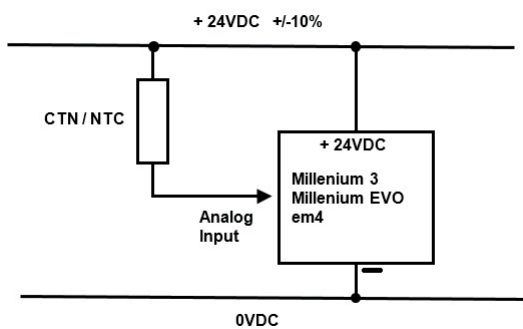 + 24VDC   +/-10%
CTN / NTC
+ 24VDC
Millenium 3
Millenium EVO
em4
Analog
Input
0VDC